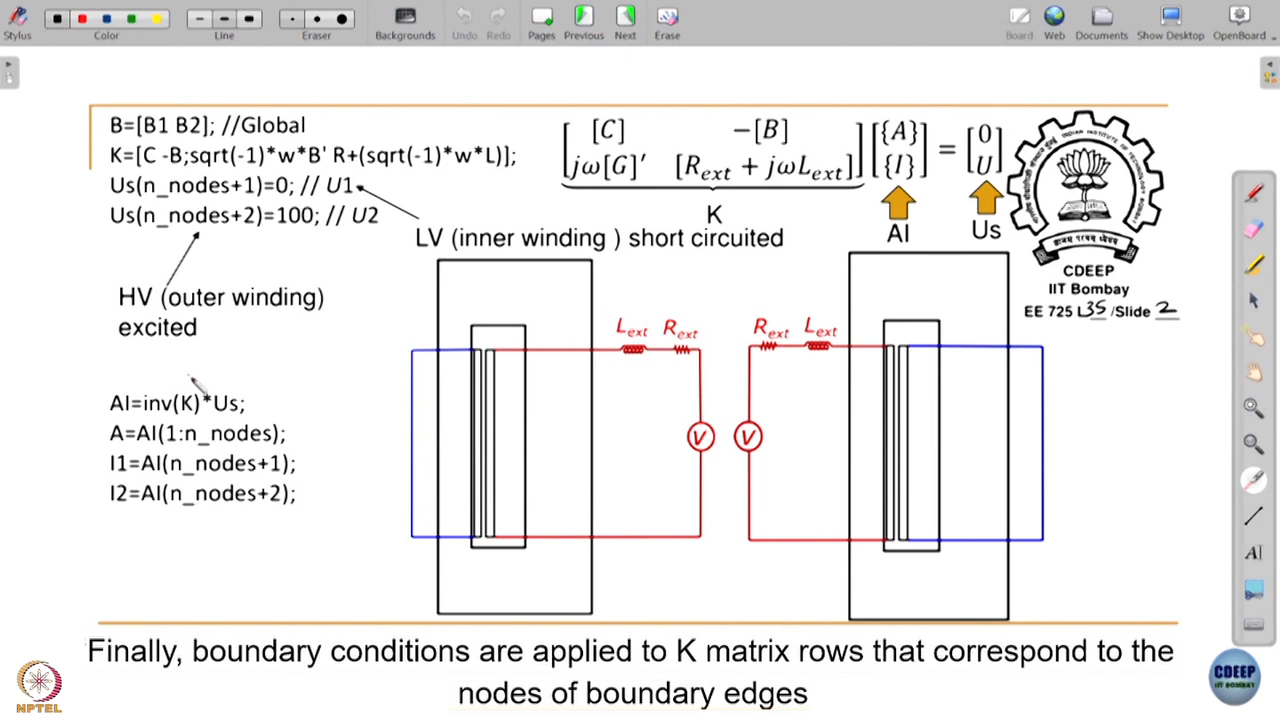 Stylus
Color
Line
Eraser
Backgrounds
Undo
Redo
Pages
Previous
Next
Erase
Board
Web
Documents
Show Desktop
OpenBoard
B=[B1 B2]; //Global
K=[C -B;sqrt(-1)*w*B' R+(sqrt(-1)*w*L)];
Us(n_nodes+1)=0; // U1
Us(n_nodes+2)=100; // U2
[C] -[B] {A} = 0
jω[G]′ [R_ext + jωL_ext] {I} U
K
AI
Us
LV (inner winding ) short circuited
HV (outer winding)
excited
CDEEP
IIT Bombay
EE 725 L 35 /Slide 2
L_ext R_ext
R_ext L_ext
V
V
AI=inv(K)*Us;
A=AI(1:n_nodes);
I1=AI(n_nodes+1);
I2=AI(n_nodes+2);
Finally, boundary conditions are applied to K matrix rows that correspond to the
nodes of boundary edges
NPTEL
CDEEP
IIT BOMBAY